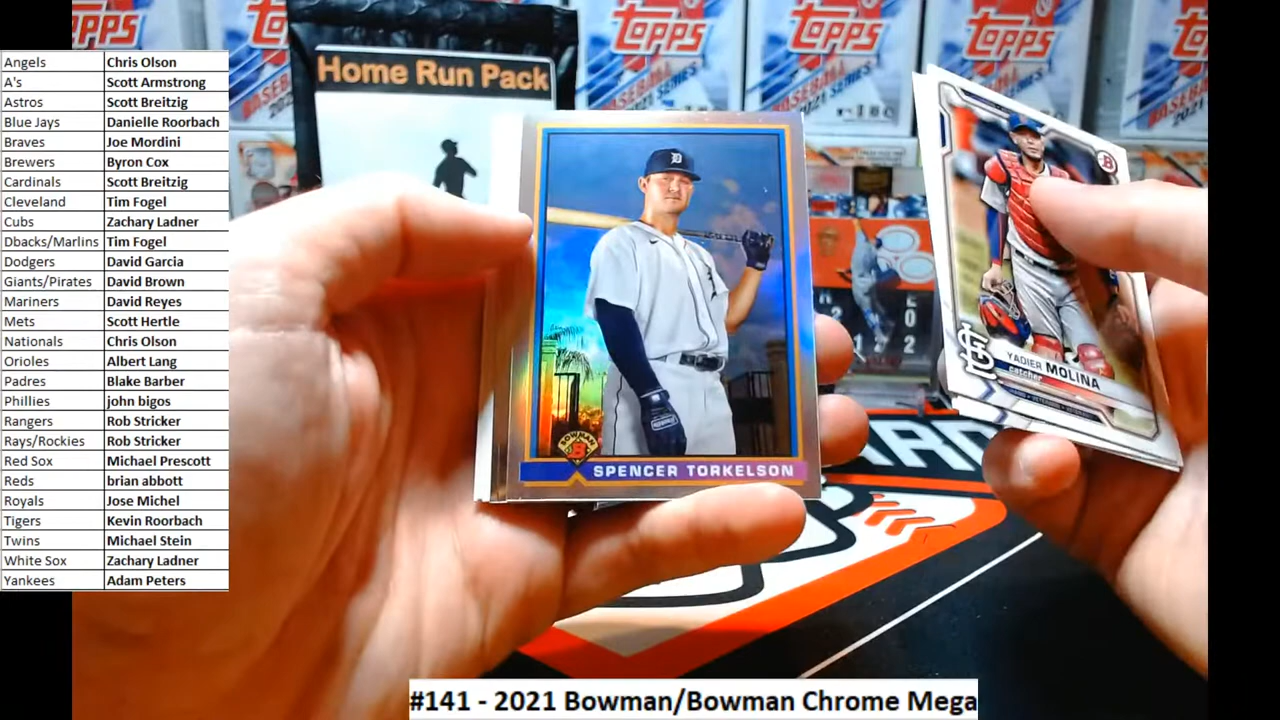 Angels Chris Olson
A's Scott Armstrong
Astros Scott Breitzig
Blue Jays Danielle Roorbach
Braves Joe Mordini
Brewers Byron Cox
Cardinals Scott Breitzig
Cleveland Tim Fogel
Cubs Zachary Ladner
Dbacks/Marlins Tim Fogel
Dodgers David Garcia
Giants/Pirates David Brown
Mariners David Reyes
Mets Scott Hertle
Nationals Chris Olson
Orioles Albert Lang
Padres Blake Barber
Phillies john bigos
Rangers Rob Stricker
Rays/Rockies Rob Stricker
Red Sox Michael Prescott
Reds brian abbott
Royals Jose Michel
Tigers Kevin Roorbach
Twins Michael Stein
White Sox Zachary Ladner
Yankees Adam Peters
TOPPS
TOPPS
TOPPS
Home Run Pack
D
BOWMAN
B
SPENCER TORKELSON
B
YADIER MOLINA
catcher
#141 - 2021 Bowman/Bowman Chrome Mega